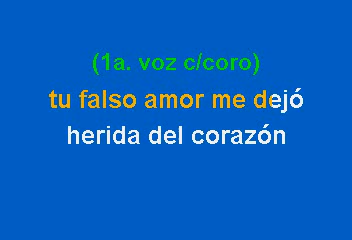 (1a. voz c/coro)
tu falso amor me dejó
herida del corazón